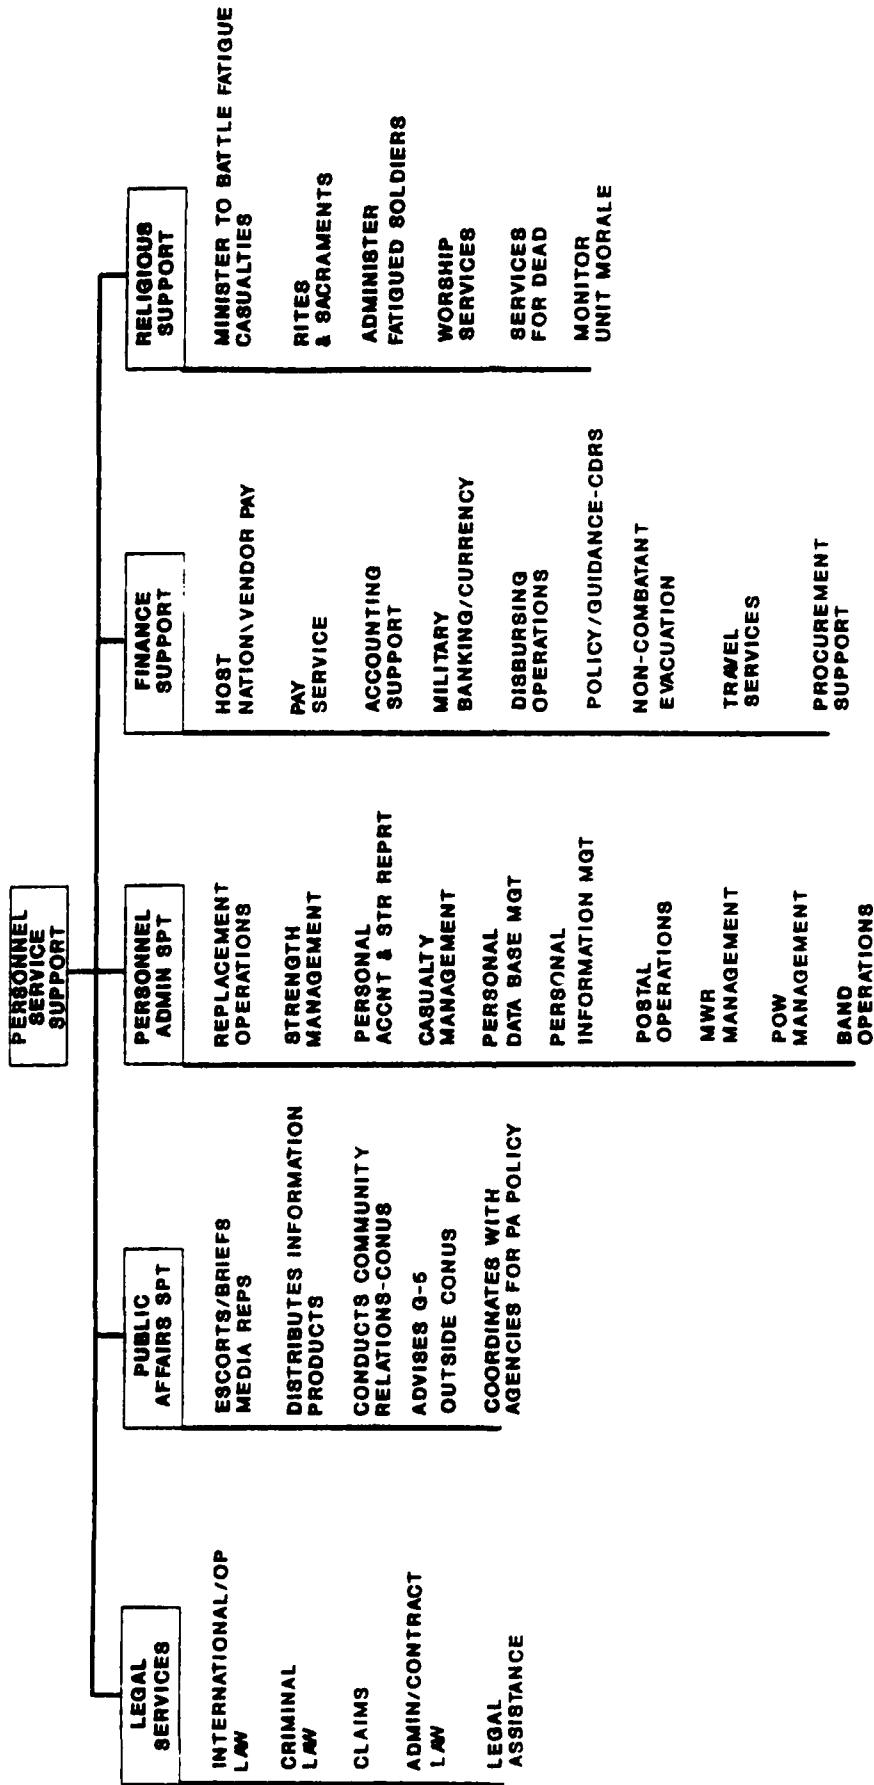 PERSONNEL
SERVICE
SUPPORT
LEGAL
SERVICES
INTERNATIONAL/OP
LAW
CRIMINAL
LAW
CLAIMS
ADMIN/CONTRACT
LAW
LEGAL
ASSISTANCE
PUBLIC
AFFAIRS SPT
ESCORTS/BRIEFS
MEDIA REPS
DISTRIBUTES INFORMATION
PRODUCTS
CONDUCTS COMMUNITY
RELATIONS-CONUS
ADVISES G-5
OUTSIDE CONUS
COORDINATES WITH
AGENCIES FOR PA POLICY
PERSONNEL
ADMIN SPT
REPLACEMENT
OPERATIONS
STRENGTH
MANAGEMENT
PERSONAL
ACCNT & STR REPRT
CASUALTY
MANAGEMENT
PERSONAL
DATA BASE MGT
PERSONAL
INFORMATION MGT
POSTAL
OPERATIONS
MWR
MANAGEMENT
POW
MANAGEMENT
BAND
OPERATIONS
FINANCE
SUPPORT
HOST
NATION\VENDOR PAY
PAY
SERVICE
ACCOUNTING
SUPPORT
MILITARY
BANKING/CURRENCY
DISBURSING
OPERATIONS
POLICY/GUIDANCE-CDRS
NON-COMBATANT
EVACUATION
TRAVEL
SERVICES
PROCUREMENT
SUPPORT
RELIGIOUS
SUPPORT
MINISTER TO BATTLE FATIGUE
CASUALTIES
RITES
& SACRAMENTS
ADMINISTER
FATIGUED SOLDIERS
WORSHIP
SERVICES
SERVICES
FOR DEAD
MONITOR
UNIT MORALE